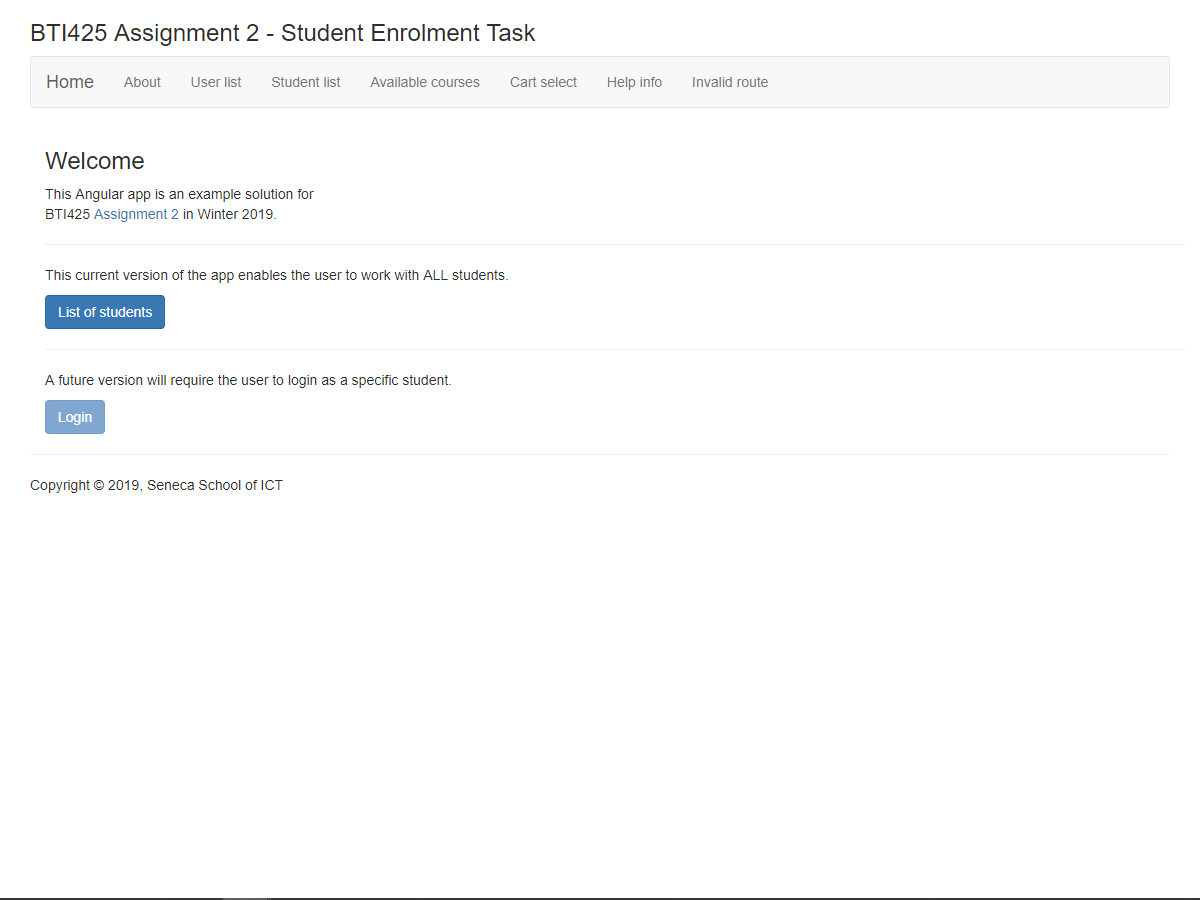 BTI425 Assignment 2 - Student Enrolment Task
Home About User list Student list Available courses Cart select Help info Invalid route
Welcome
This Angular app is an example solution for
BTI425 Assignment 2 in Winter 2019.
This current version of the app enables the user to work with ALL students.
List of students
A future version will require the user to login as a specific student.
Login
Copyright © 2019, Seneca School of ICT